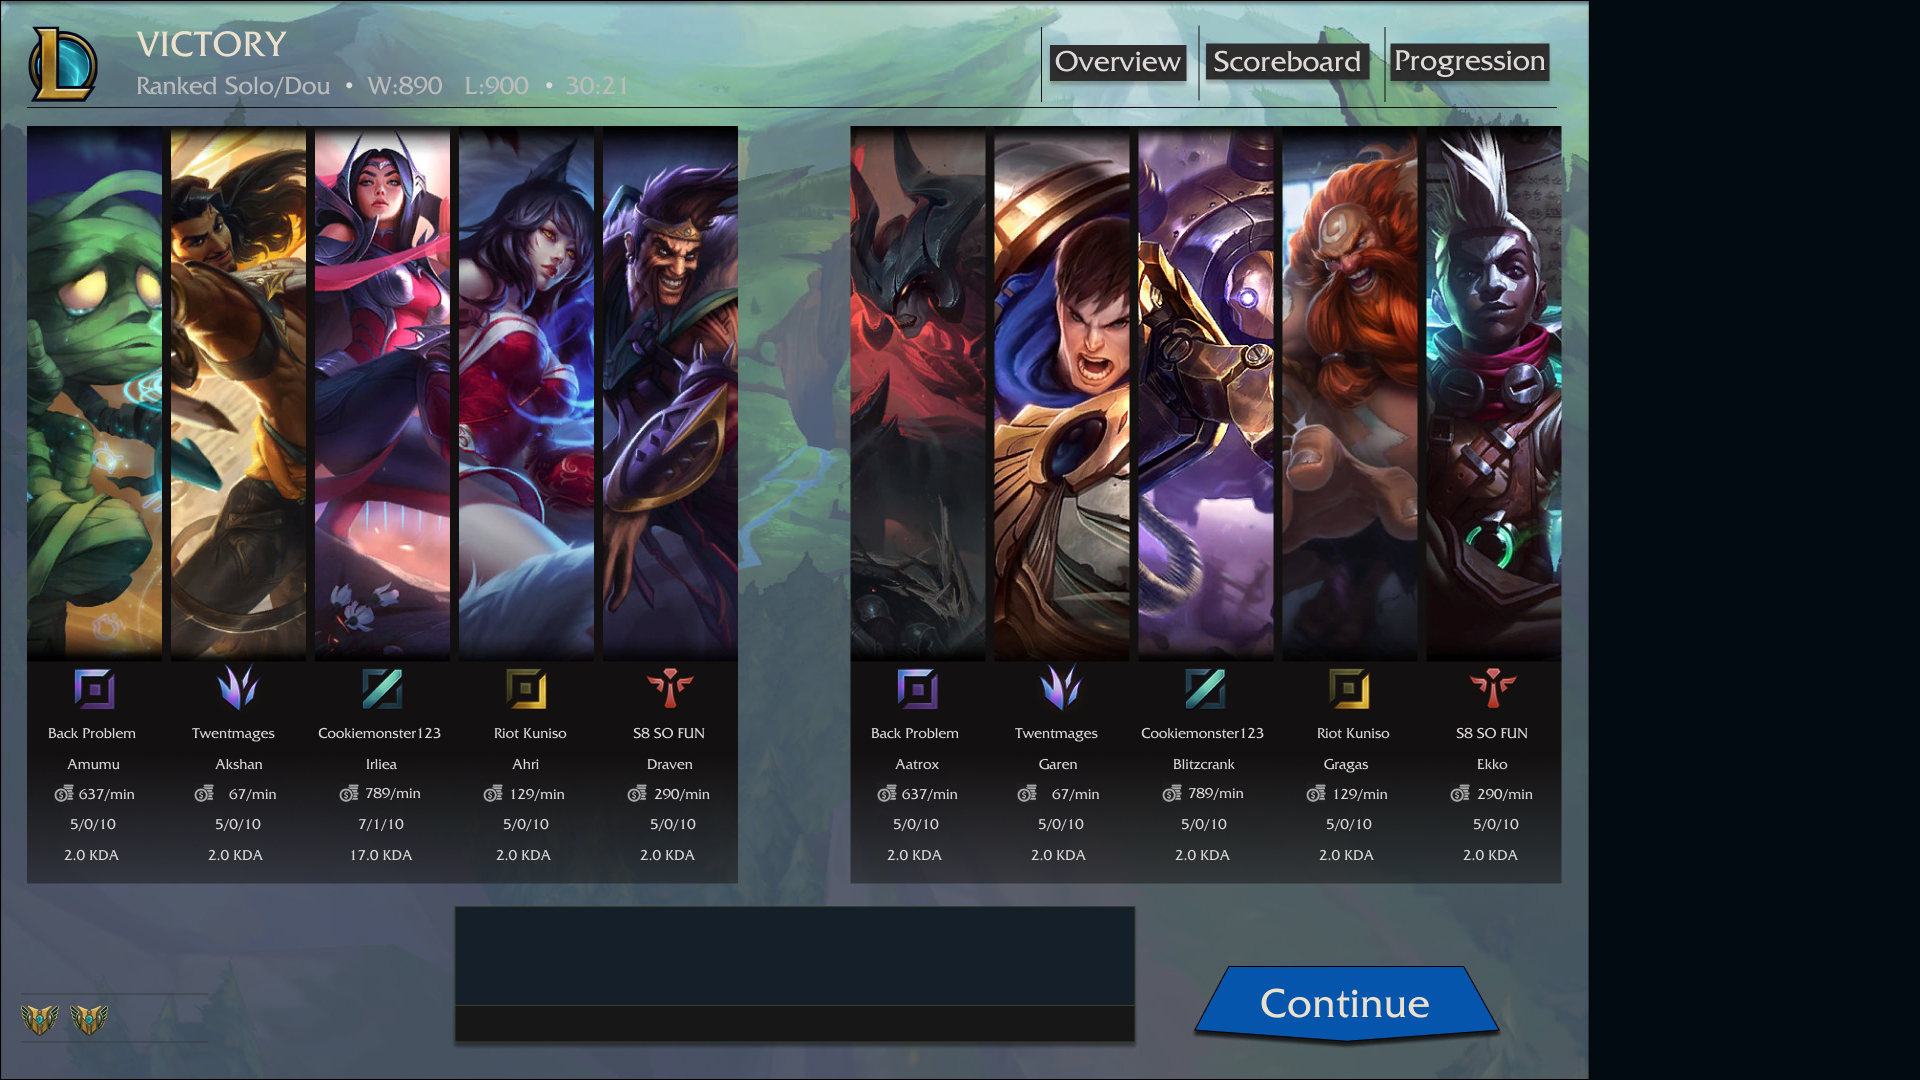 VICTORY
Ranked Solo/Dou • W:890 L:900 • 30:21
Overview Scoreboard Progression
Back Problem Twentmages Cookiemonster123 Riot Kuniso S8 SO FUN
Amumu Akshan Irliea Ahri Draven
637/min 67/min 789/min 129/min 290/min
5/0/10 5/0/10 7/1/10 5/0/10 5/0/10
2.0 KDA 2.0 KDA 17.0 KDA 2.0 KDA 2.0 KDA
Back Problem Twentmages Cookiemonster123 Riot Kuniso S8 SO FUN
Aatrox Garen Blitzcrank Gragas Ekko
637/min 67/min 789/min 129/min 290/min
5/0/10 5/0/10 5/0/10 5/0/10 5/0/10
2.0 KDA 2.0 KDA 2.0 KDA 2.0 KDA 2.0 KDA
Continue